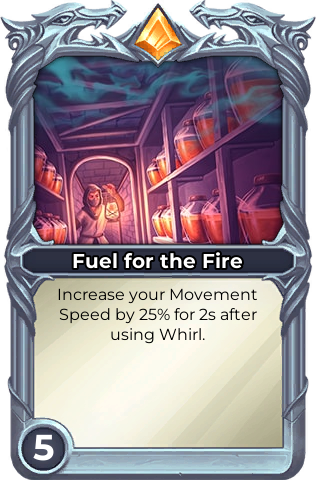 Fuel for the Fire
Increase your Movement
Speed by 25% for 2s after
using Whirl.
5